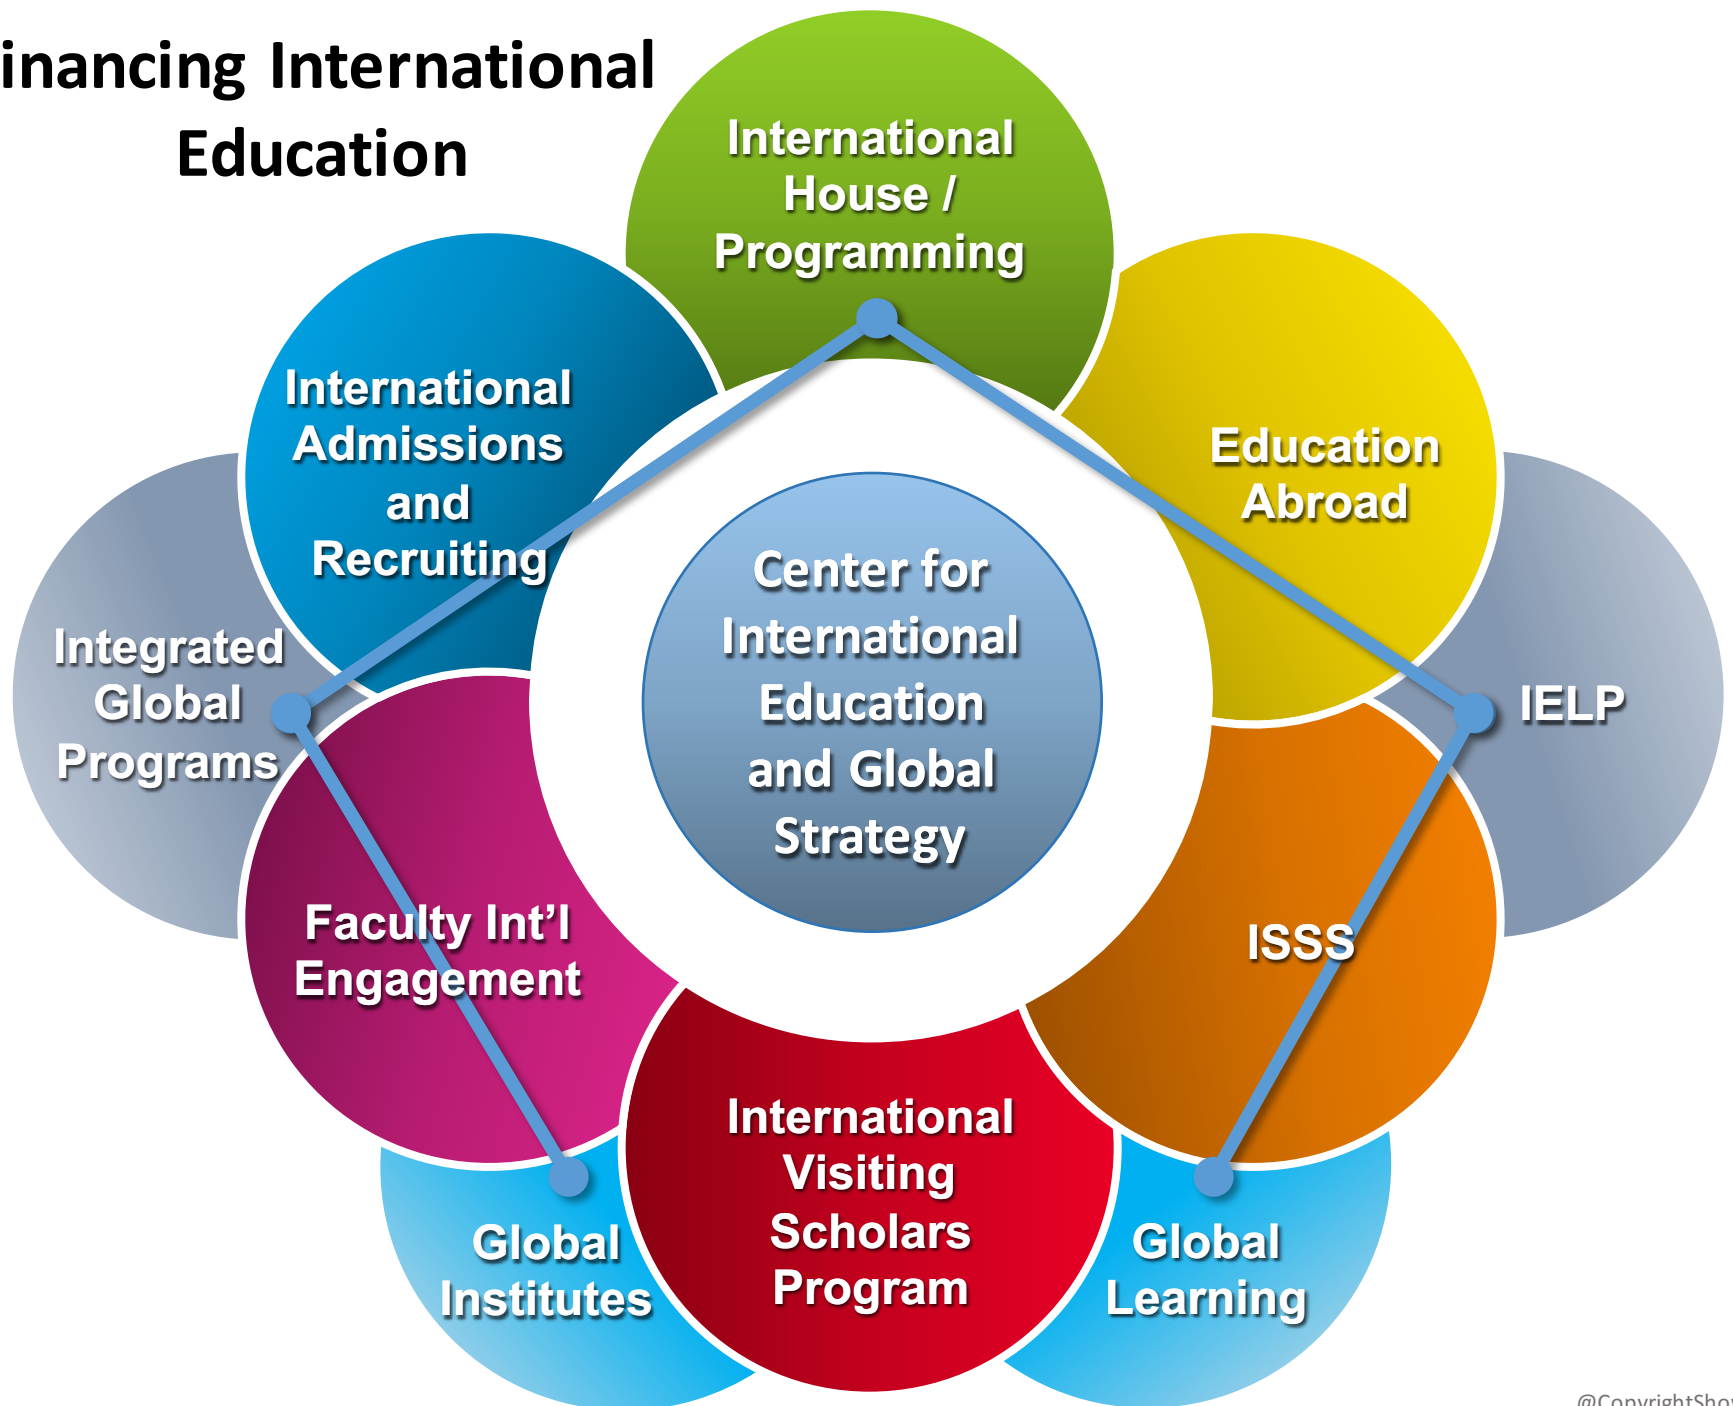 inancing International
Education
International
House /
Programming
International
Admissions
and
Recruiting
Education
Abroad
Integrated
Global
Programs
Center for
International
Education
and Global
Strategy
IELP
Faculty Int’l
Engagement
ISSS
International
Visiting
Scholars
Program
Global
Institutes
Global
Learning